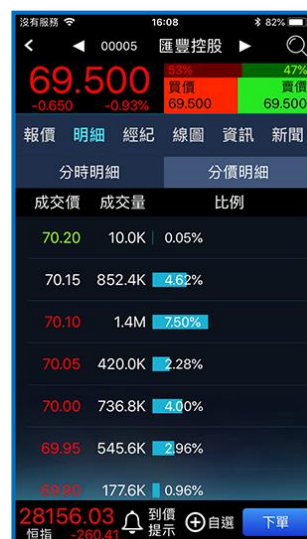 沒有服務 16:08 82%
00005 匯豐控股
69.500
-0.650 -0.93%
53% 47%
買價 賣價
69.500 69.500
報價 明細 經紀 線圖 資訊 新聞
分時明細 分價明細
成交價 成交量 比例
70.20 10.0K 0.05%
70.15 852.4K 4.62%
70.10 1.4M 7.50%
70.05 420.0K 2.28%
70.00 736.8K 4.00%
69.95 545.6K 2.96%
69.90 177.6K 0.96%
28156.03 到價 自選 下單
恒指 -260.41 提示